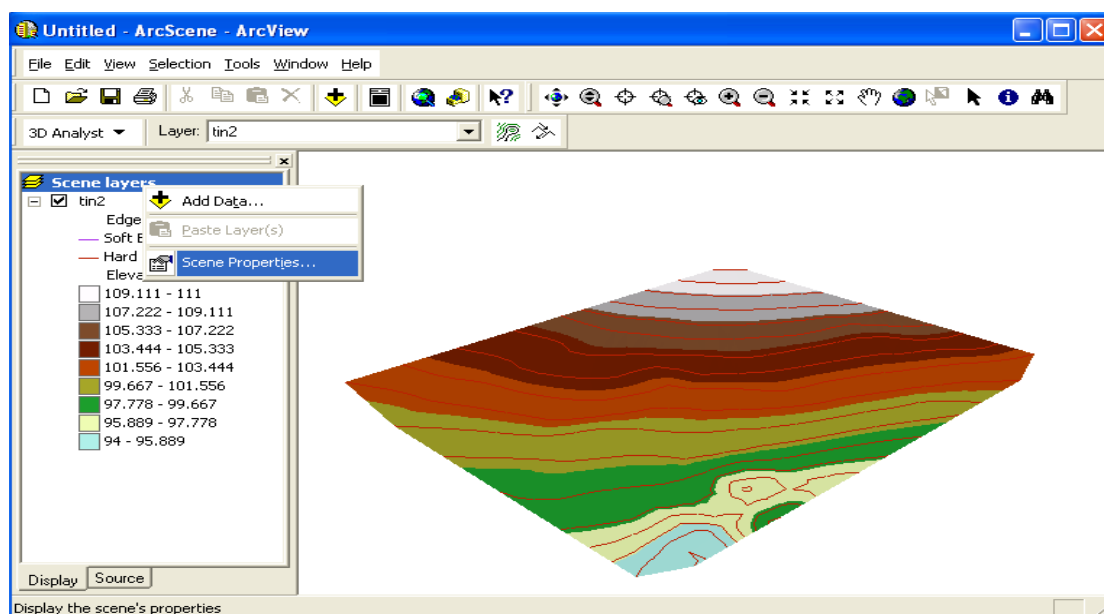 Untitled - ArcScene - ArcView
File Edit View Selection Tools Window Help
3D Analyst Layer: tin2
Scene layers
tin2
Add Data...
Edge
Paste Layer(s)
Soft E
Hard
Scene Properties...
Eleva
109.111 - 111
107.222 - 109.111
105.333 - 107.222
103.444 - 105.333
101.556 - 103.444
99.667 - 101.556
97.778 - 99.667
95.889 - 97.778
94 - 95.889
Display Source
Display the scene's properties